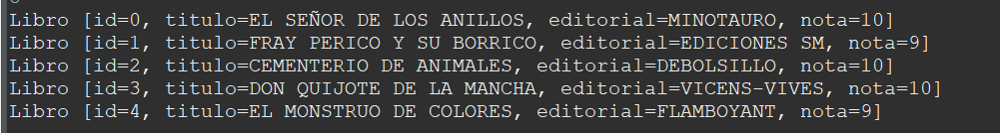 Libro [id=0, titulo=EL SEÑOR DE LOS ANILLOS, editorial=MINOTAURO, nota=10]
Libro [id=1, titulo=FRAY PERICO Y SU BORRICO, editorial=EDICIONES SM, nota=9]
Libro [id=2, titulo=CEMENTERIO DE ANIMALES, editorial=DEBOLSILLO, nota=10]
Libro [id=3, titulo=DON QUIJOTE DE LA MANCHA, editorial=VICENS-VIVES, nota=10]
Libro [id=4, titulo=EL MONSTRUO DE COLORES, editorial=FLAMBOYANT, nota=9]